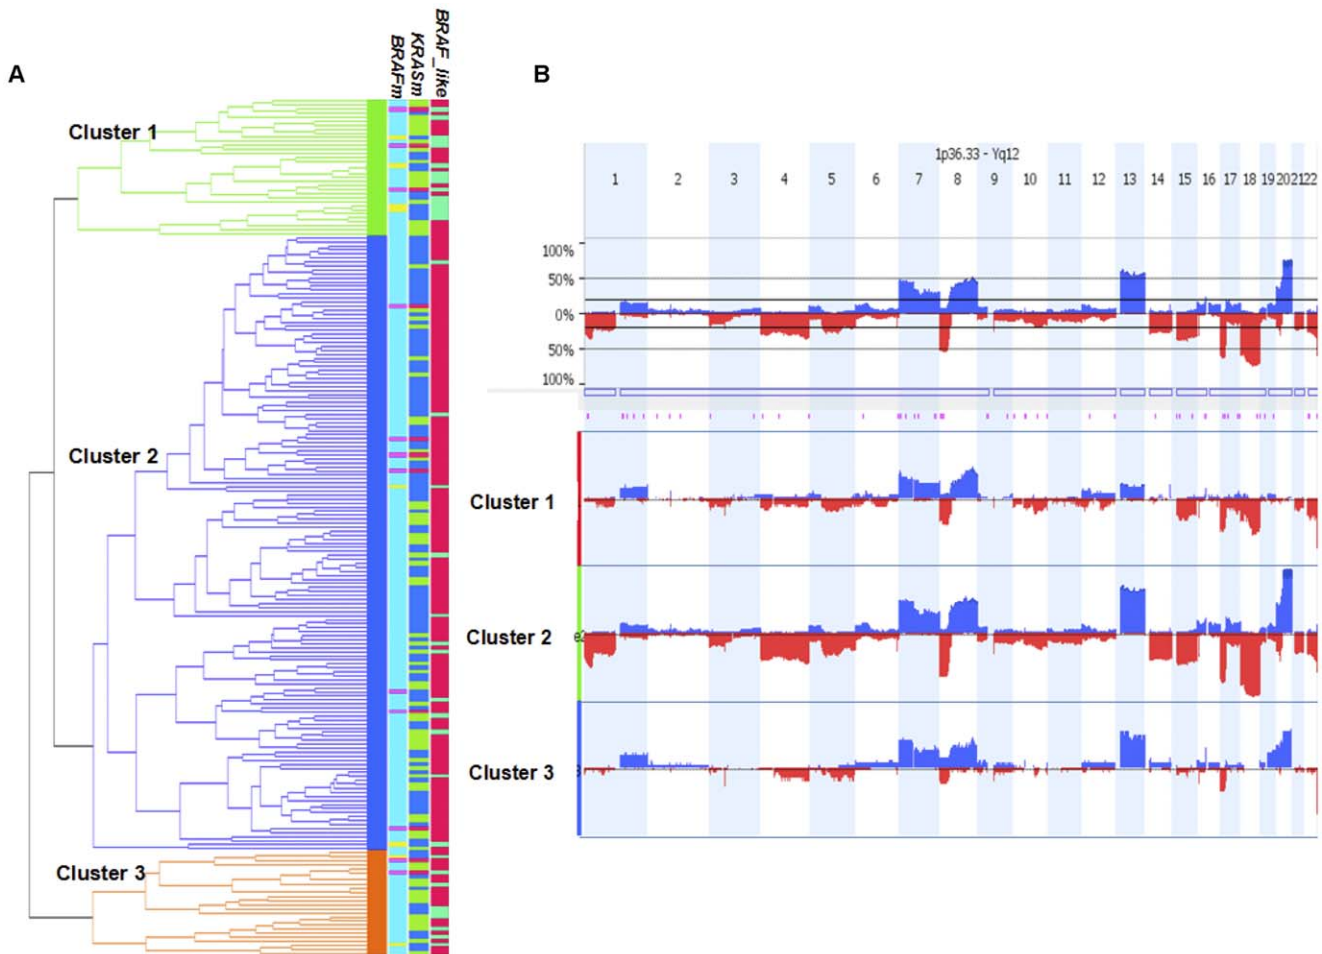 A
BRAFm
KRASm
BRAF_like
Cluster 1
Cluster 2
Cluster 3
B
1p36.33 - Yq12
1 2 3 4 5 6 7 8 9 10 11 12 13 14 15 16 17 18 19 20 21 22
100%
50%
0%
50%
100%
Cluster 1
Cluster 2
Cluster 3